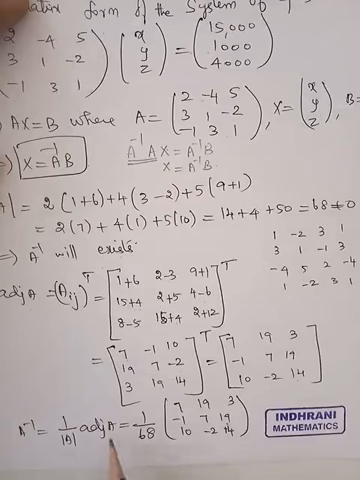 form of the System of
2 -4 5
3 1 -2
-1 3 1
x
y
z
=
15,000
1000
4000
AX=B where A= (2 -4 5 / 3 1 -2 / -1 3 1), X= (x / y / z), B=
⇒ X=A⁻¹B
A⁻¹A X = A⁻¹B
X=A⁻¹B
|A| = 2(1+6)+4(3-2)+5(9+1)
= 2(7)+4(1)+5(10) = 14+4+50=68≠0
⇒ A⁻¹ will exists
1 -2 3 1
3 1 -1 3
-4 5 2 -4
1 -2 3 1
adjA = (Aij)ᵀ = [1+6 2-3 9+1 / 15+4 2+5 4-6 / 8-5 15+4 2+12]ᵀ
= [7 -1 10 / 19 7 -2 / 3 19 14]ᵀ = [7 19 3 / -1 7 19 / 10 -2 14]
A⁻¹ = 1/|A| adjA = 1/68 (7 19 3 / -1 7 19 / 10 -2 14)
INDHRANI
MATHEMATICS